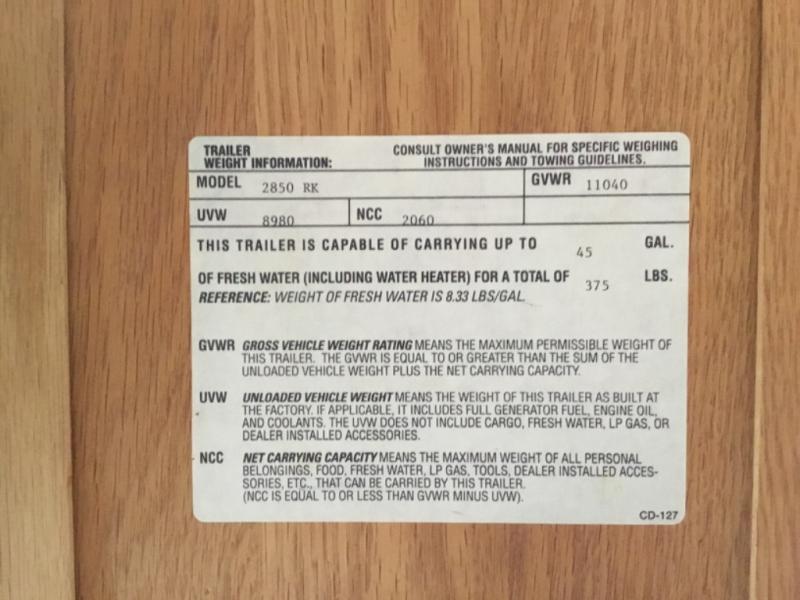 TRAILER
WEIGHT INFORMATION:
CONSULT OWNER'S MANUAL FOR SPECIFIC WEIGHING
INSTRUCTIONS AND TOWING GUIDELINES.
MODEL 2850 RK
GVWR 11040
UVW 8980
NCC 2060
THIS TRAILER IS CAPABLE OF CARRYING UP TO 45 GAL.
OF FRESH WATER (INCLUDING WATER HEATER) FOR A TOTAL OF 375 LBS.
REFERENCE: WEIGHT OF FRESH WATER IS 8.33 LBS/GAL.
GVWR GROSS VEHICLE WEIGHT RATING MEANS THE MAXIMUM PERMISSIBLE WEIGHT OF
THIS TRAILER. THE GVWR IS EQUAL TO OR GREATER THAN THE SUM OF THE
UNLOADED VEHICLE WEIGHT PLUS THE NET CARRYING CAPACITY.
UVW UNLOADED VEHICLE WEIGHT MEANS THE WEIGHT OF THIS TRAILER AS BUILT AT
THE FACTORY. IF APPLICABLE, IT INCLUDES FULL GENERATOR FUEL, ENGINE OIL,
AND COOLANTS. THE UVW DOES NOT INCLUDE CARGO, FRESH WATER, LP GAS, OR
DEALER INSTALLED ACCESSORIES.
NCC NET CARRYING CAPACITY MEANS THE MAXIMUM WEIGHT OF ALL PERSONAL
BELONGINGS, FOOD, FRESH WATER, LP GAS, TOOLS, DEALER INSTALLED ACCES-
SORIES, ETC., THAT CAN BE CARRIED BY THIS TRAILER.
(NCC IS EQUAL TO OR LESS THAN GVWR MINUS UVW).
CD-127